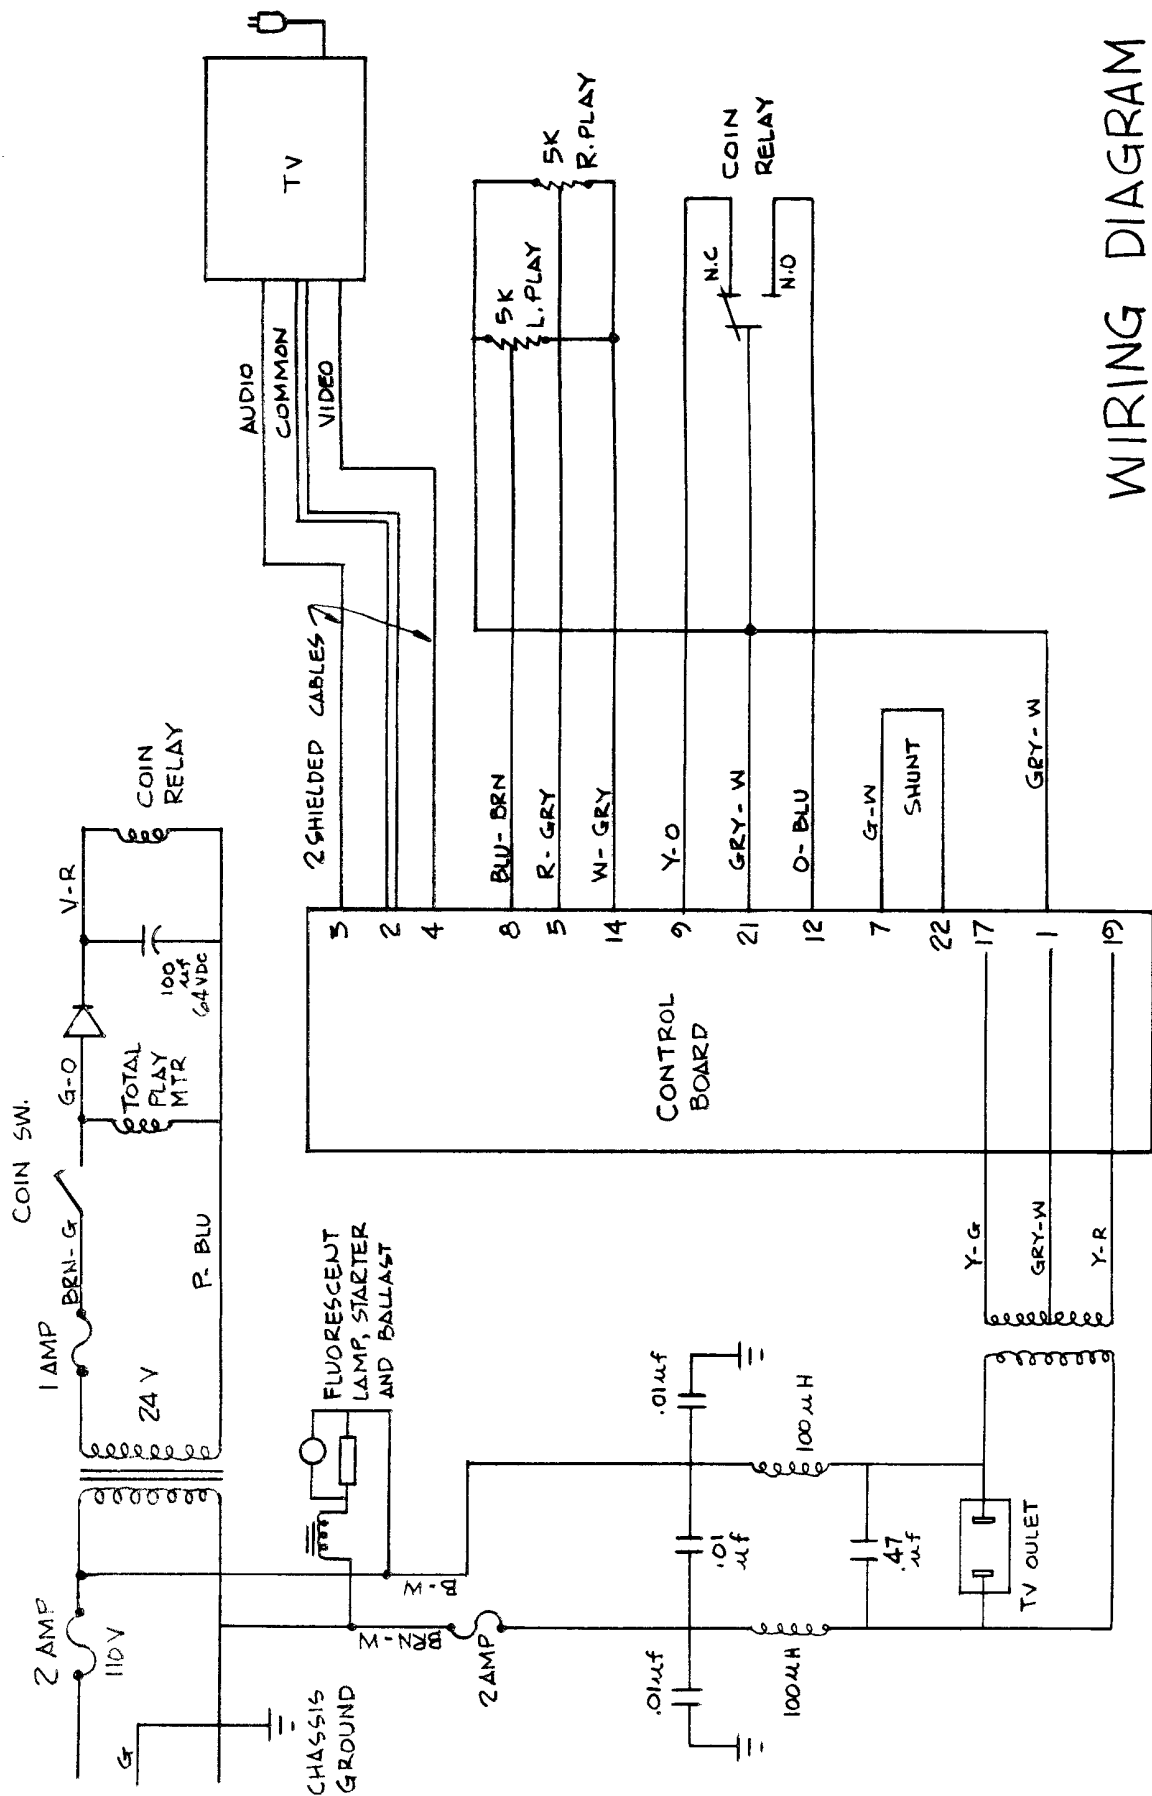 2 AMP
110V
G
CHASSIS
GROUND
24V
1 AMP
BRN-G
COIN SW.
P-BLU
G-O
TOTAL
PLAY
MTR
100
uf
64VDC
V-R
COIN
RELAY
FLUORESCENT
LAMP, STARTER
AND BALLAST
B-W
BRN-W
2AMP
.01uf
.01
uf
.01uf
100uH
100uH
.47
uf
TV OULET
Y-G
GRY-W
Y-R
CONTROL
BOARD
3
2
4
8
5
14
9
21
12
7
22
17
1
19
2 SHIELDED CABLES
AUDIO
COMMON
VIDEO
TV
BLU-BRN
R-GRY
W-GRY
5K
L.PLAY
5K
R.PLAY
Y-O
GRY-W
O-BLU
N.C
N.O
COIN
RELAY
G-W
SHUNT
GRY-W
WIRING DIAGRAM